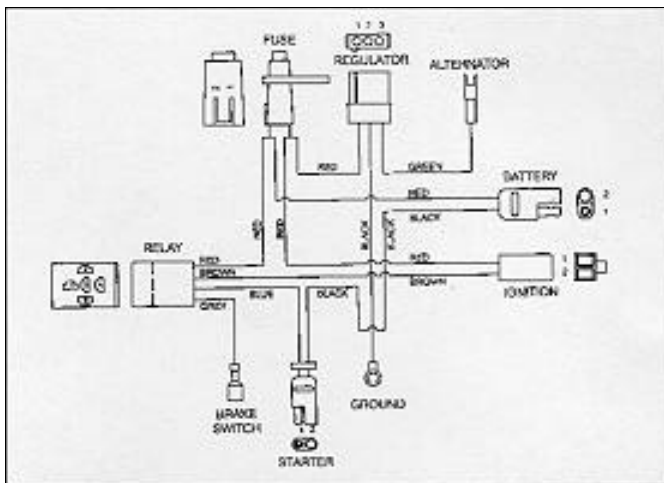 1 2 3
FUSE
REGULATOR
ALTERNATOR
RED
GREEN
BATTERY
RED
2
BLACK
1
RED
RED
BLACK
BLACK
RELAY
RED
RED
1
BROWN
2
BROWN
BLUE
BLACK
IGNITION
GREY
BRAKE
SWITCH
GROUND
1 2
STARTER